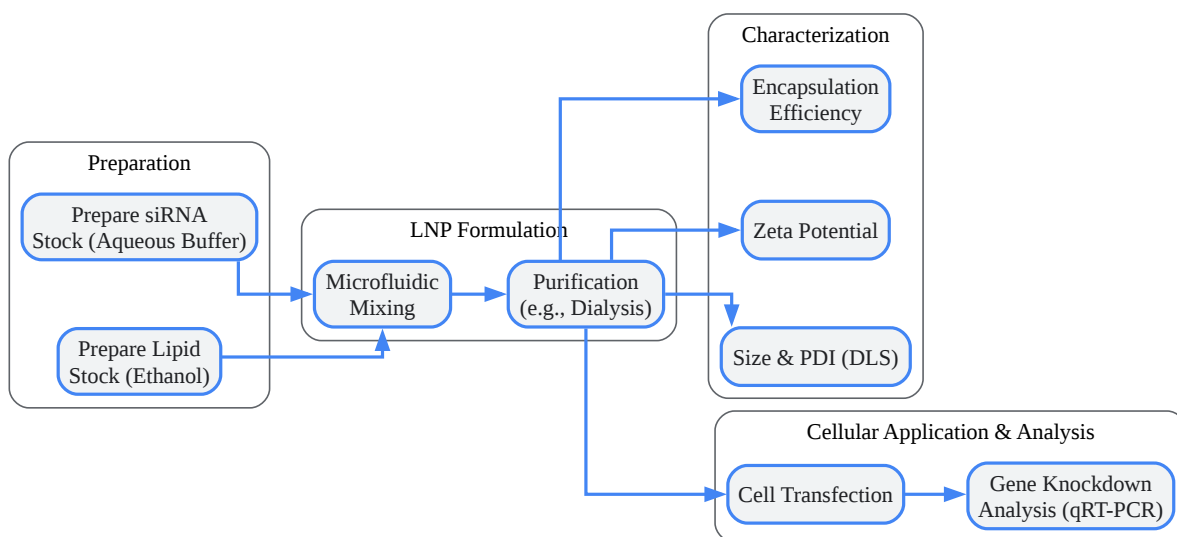 Preparation
Prepare siRNA
Stock (Aqueous Buffer)
Prepare Lipid
Stock (Ethanol)
LNP Formulation
Microfluidic
Mixing
Purification
(e.g., Dialysis)
Characterization
Encapsulation
Efficiency
Zeta Potential
Size & PDI (DLS)
Cellular Application & Analysis
Cell Transfection
Gene Knockdown
Analysis (qRT-PCR)